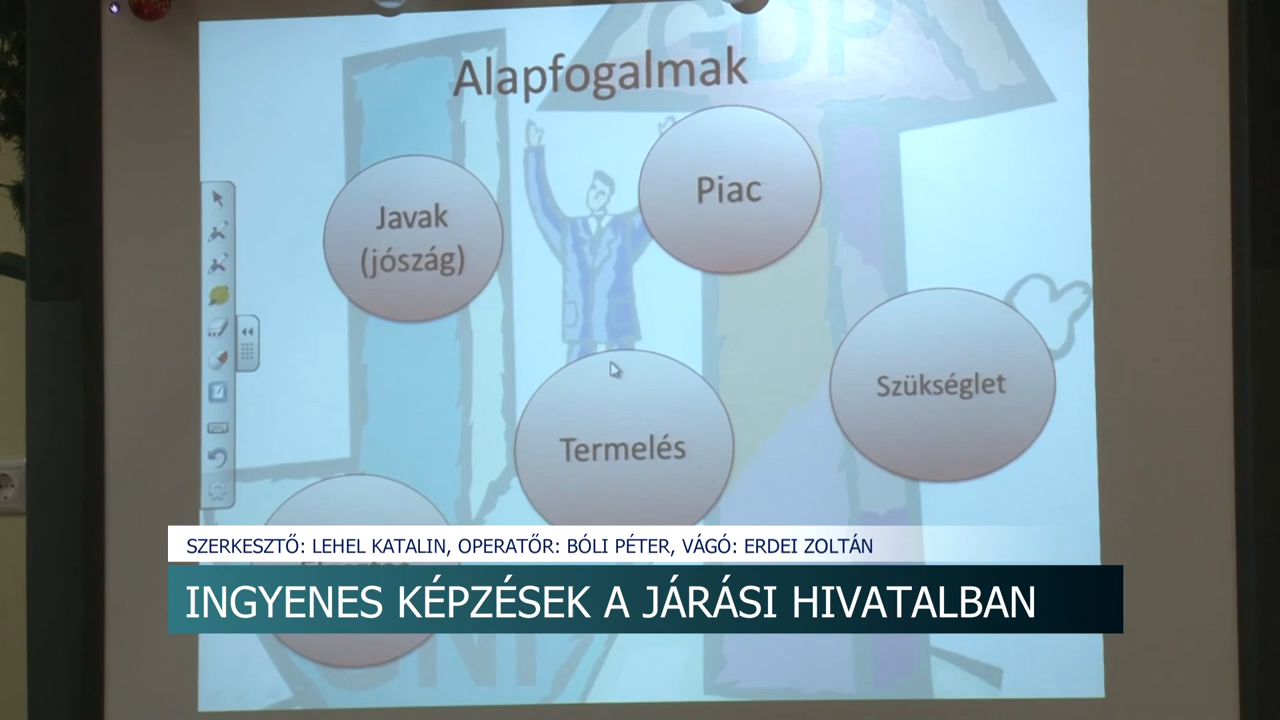 GDP
Alapfogalmak
Piac
Javak
(jószág)
Szükséglet
Termelés
SZERKESZTŐ: LEHEL KATALIN, OPERATŐR: BÓLI PÉTER, VÁGÓ: ERDEI ZOLTÁN
INGYENES KÉPZÉSEK A JÁRÁSI HIVATALBAN